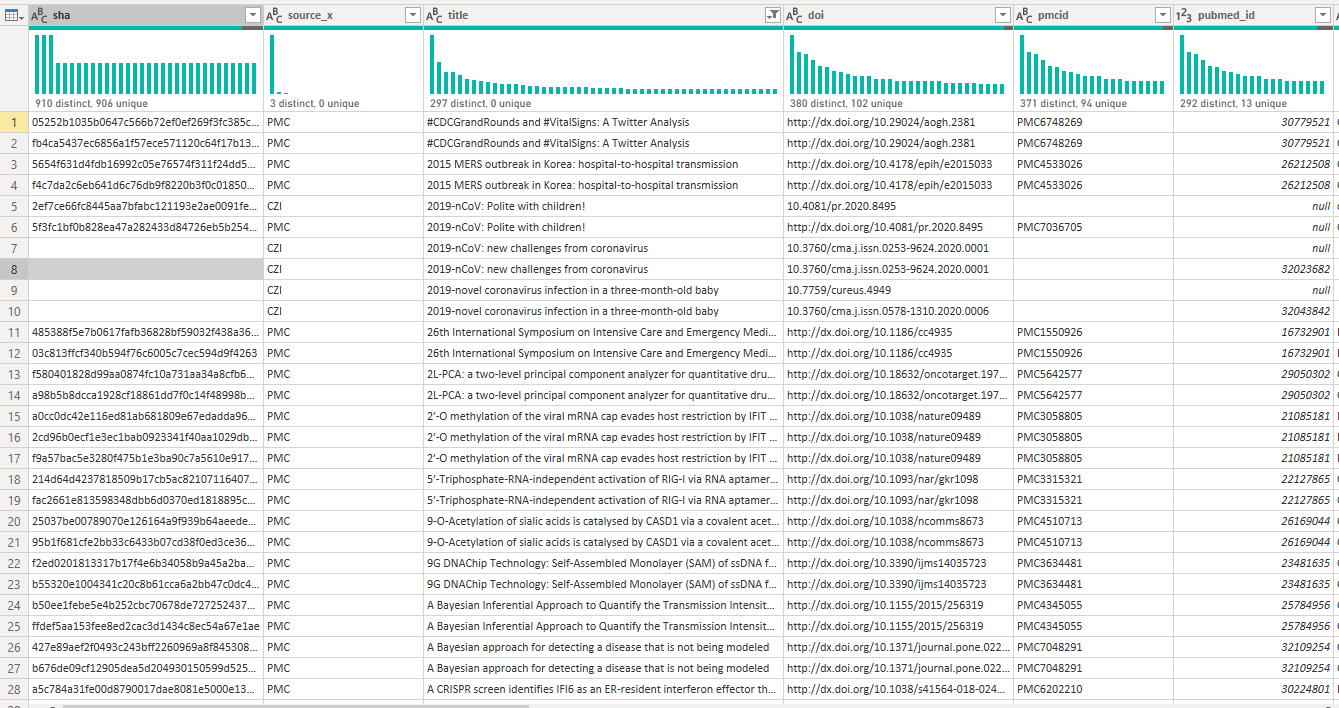 ABC sha ABC source_x ABC title ABC doi ABC pmcid 123 pubmed_id
910 distinct, 906 unique 3 distinct, 0 unique 297 distinct, 0 unique 380 distinct, 102 unique 371 distinct, 94 unique 292 distinct, 13 unique
1 05252b1035b0647c566b72ef0ef269f3fc385c... PMC #CDCGrandRounds and #VitalSigns: A Twitter Analysis http://dx.doi.org/10.29024/aogh.2381 PMC6748269 30779521
2 fb4ca5437ec6856a1f57ece571120c64f17b13... PMC #CDCGrandRounds and #VitalSigns: A Twitter Analysis http://dx.doi.org/10.29024/aogh.2381 PMC6748269 30779521
3 5654f631d4fdb16992c05e76574f311f24dd5... PMC 2015 MERS outbreak in Korea: hospital-to-hospital transmission http://dx.doi.org/10.4178/epih/e2015033 PMC4533026 26212508
4 f4c7da2c6eb641d6c76db9f8220b3f0c01850... PMC 2015 MERS outbreak in Korea: hospital-to-hospital transmission http://dx.doi.org/10.4178/epih/e2015033 PMC4533026 26212508
5 2ef7ce66fc8445aa7bfabc121193e2ae0091fe... CZI 2019-nCoV: Polite with children! 10.4081/pr.2020.8495 null
6 5f3fc1bf0b828ea47a282433d84726eb5b254... PMC 2019-nCoV: Polite with children! http://dx.doi.org/10.4081/pr.2020.8495 PMC7036705 null
7 CZI 2019-nCoV: new challenges from coronavirus 10.3760/cma.j.issn.0253-9624.2020.0001 null
8 CZI 2019-nCoV: new challenges from coronavirus 10.3760/cma.j.issn.0253-9624.2020.0001 32023682
9 CZI 2019-novel coronavirus infection in a three-month-old baby 10.7759/cureus.4949 null
10 CZI 2019-novel coronavirus infection in a three-month-old baby 10.3760/cma.j.issn.0578-1310.2020.0006 32043842
11 485388f5e7b0617fafb36828bf59032f438a36... PMC 26th International Symposium on Intensive Care and Emergency Medi... http://dx.doi.org/10.1186/cc4935 PMC1550926 16732901
12 03c813ffcf340b594f76c6005c7cec594d9f4263 PMC 26th International Symposium on Intensive Care and Emergency Medi... http://dx.doi.org/10.1186/cc4935 PMC1550926 16732901
13 f580401828d99aa0874fc10a731aa34a8cfb6... PMC 2L-PCA: a two-level principal component analyzer for quantitative dru... http://dx.doi.org/10.18632/oncotarget.197... PMC5642577 29050302
14 a98b5b8dcca1928cf18861dd7f0c14f48998b... PMC 2L-PCA: a two-level principal component analyzer for quantitative dru... http://dx.doi.org/10.18632/oncotarget.197... PMC5642577 29050302
15 a0cc0dc42e116ed81ab681809e67edadda96... PMC 2′-O methylation of the viral mRNA cap evades host restriction by IFIT ... http://dx.doi.org/10.1038/nature09489 PMC3058805 21085181
16 2cd96b0ecf1e3ec1bab0923341f40aa1029db... PMC 2′-O methylation of the viral mRNA cap evades host restriction by IFIT ... http://dx.doi.org/10.1038/nature09489 PMC3058805 21085181
17 f9a57bac5e3280f475b1e3ba90c7a5610e917... PMC 2′-O methylation of the viral mRNA cap evades host restriction by IFIT ... http://dx.doi.org/10.1038/nature09489 PMC3058805 21085181
18 214d64d4237818509b17cb5ac82107116407... PMC 5′-Triphosphate-RNA-independent activation of RIG-I via RNA aptamer... http://dx.doi.org/10.1093/nar/gkr1098 PMC3315321 22127865
19 fac2661e813598348dbb6d0370ed1818895c... PMC 5′-Triphosphate-RNA-independent activation of RIG-I via RNA aptamer... http://dx.doi.org/10.1093/nar/gkr1098 PMC3315321 22127865
20 25037be00789070e126164a9f939b64aeede... PMC 9-O-Acetylation of sialic acids is catalysed by CASD1 via a covalent acet... http://dx.doi.org/10.1038/ncomms8673 PMC4510713 26169044
21 95b1f681cfe2bb33c6433b07cd38f0ed3ce36... PMC 9-O-Acetylation of sialic acids is catalysed by CASD1 via a covalent acet... http://dx.doi.org/10.1038/ncomms8673 PMC4510713 26169044
22 f2ed0201813317b17f4e6b34058b9a45a2ba... PMC 9G DNAChip Technology: Self-Assembled Monolayer (SAM) of ssDNA f... http://dx.doi.org/10.3390/ijms14035723 PMC3634481 23481635
23 b55320e1004341c20c8b61cca6a2bb47c0dc4... PMC 9G DNAChip Technology: Self-Assembled Monolayer (SAM) of ssDNA f... http://dx.doi.org/10.3390/ijms14035723 PMC3634481 23481635
24 b50ee1febe5e4b252cbc70678de727252437... PMC A Bayesian Inferential Approach to Quantify the Transmission Intensit... http://dx.doi.org/10.1155/2015/256319 PMC4345055 25784956
25 ffdef5aa153fee8ed2cac3d1434c8ec54a67e1ae PMC A Bayesian Inferential Approach to Quantify the Transmission Intensit... http://dx.doi.org/10.1155/2015/256319 PMC4345055 25784956
26 427e89aef2f0493c243bff2260969a8f845308... PMC A Bayesian approach for detecting a disease that is not being modeled http://dx.doi.org/10.1371/journal.pone.022... PMC7048291 32109254
27 b676de09cf12905dea5d204930150599d525... PMC A Bayesian approach for detecting a disease that is not being modeled http://dx.doi.org/10.1371/journal.pone.022... PMC7048291 32109254
28 a5c784a31fe00d8790017dae8081e5000e13... PMC A CRISPR screen identifies IFI6 as an ER-resident interferon effector th... http://dx.doi.org/10.1038/s41564-018-024... PMC6202210 30224801